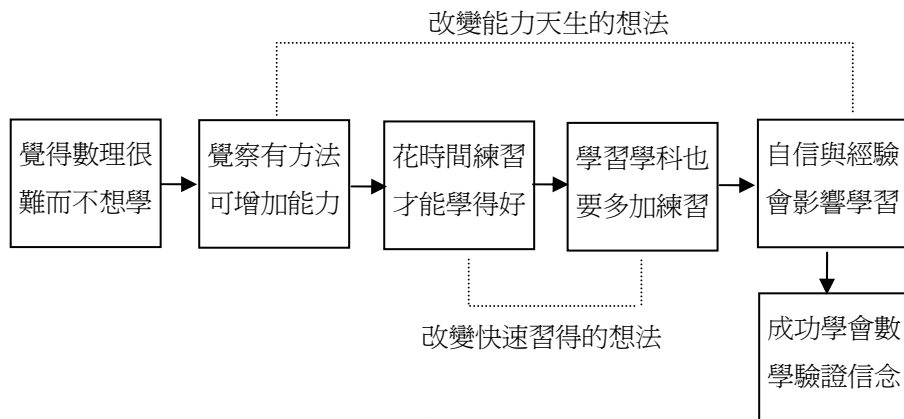 改變能力天生的想法
覺得數理很
難而不想學
覺察有方法
可增加能力
花時間練習
才能學得好
學習學科也
要多加練習
自信與經驗
會影響學習
改變快速習得的想法
成功學會數
學驗證信念